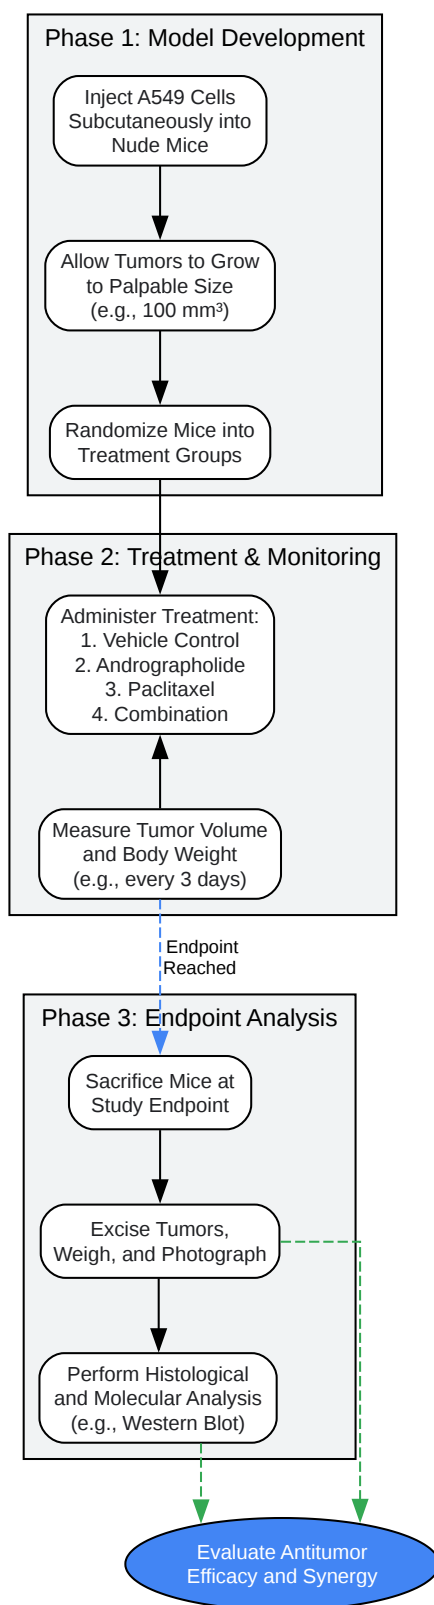 Phase 1: Model Development
Inject A549 Cells
Subcutaneously into
Nude Mice
Allow Tumors to Grow
to Palpable Size
(e.g., 100 mm³)
Randomize Mice into
Treatment Groups
Phase 2: Treatment & Monitoring
Administer Treatment:
1. Vehicle Control
2. Andrographolide
3. Paclitaxel
4. Combination
Measure Tumor Volume
and Body Weight
(e.g., every 3 days)
Endpoint
Reached
Phase 3: Endpoint Analysis
Sacrifice Mice at
Study Endpoint
Excise Tumors,
Weigh, and Photograph
Perform Histological
and Molecular Analysis
(e.g., Western Blot)
Evaluate Antitumor
Efficacy and Synergy